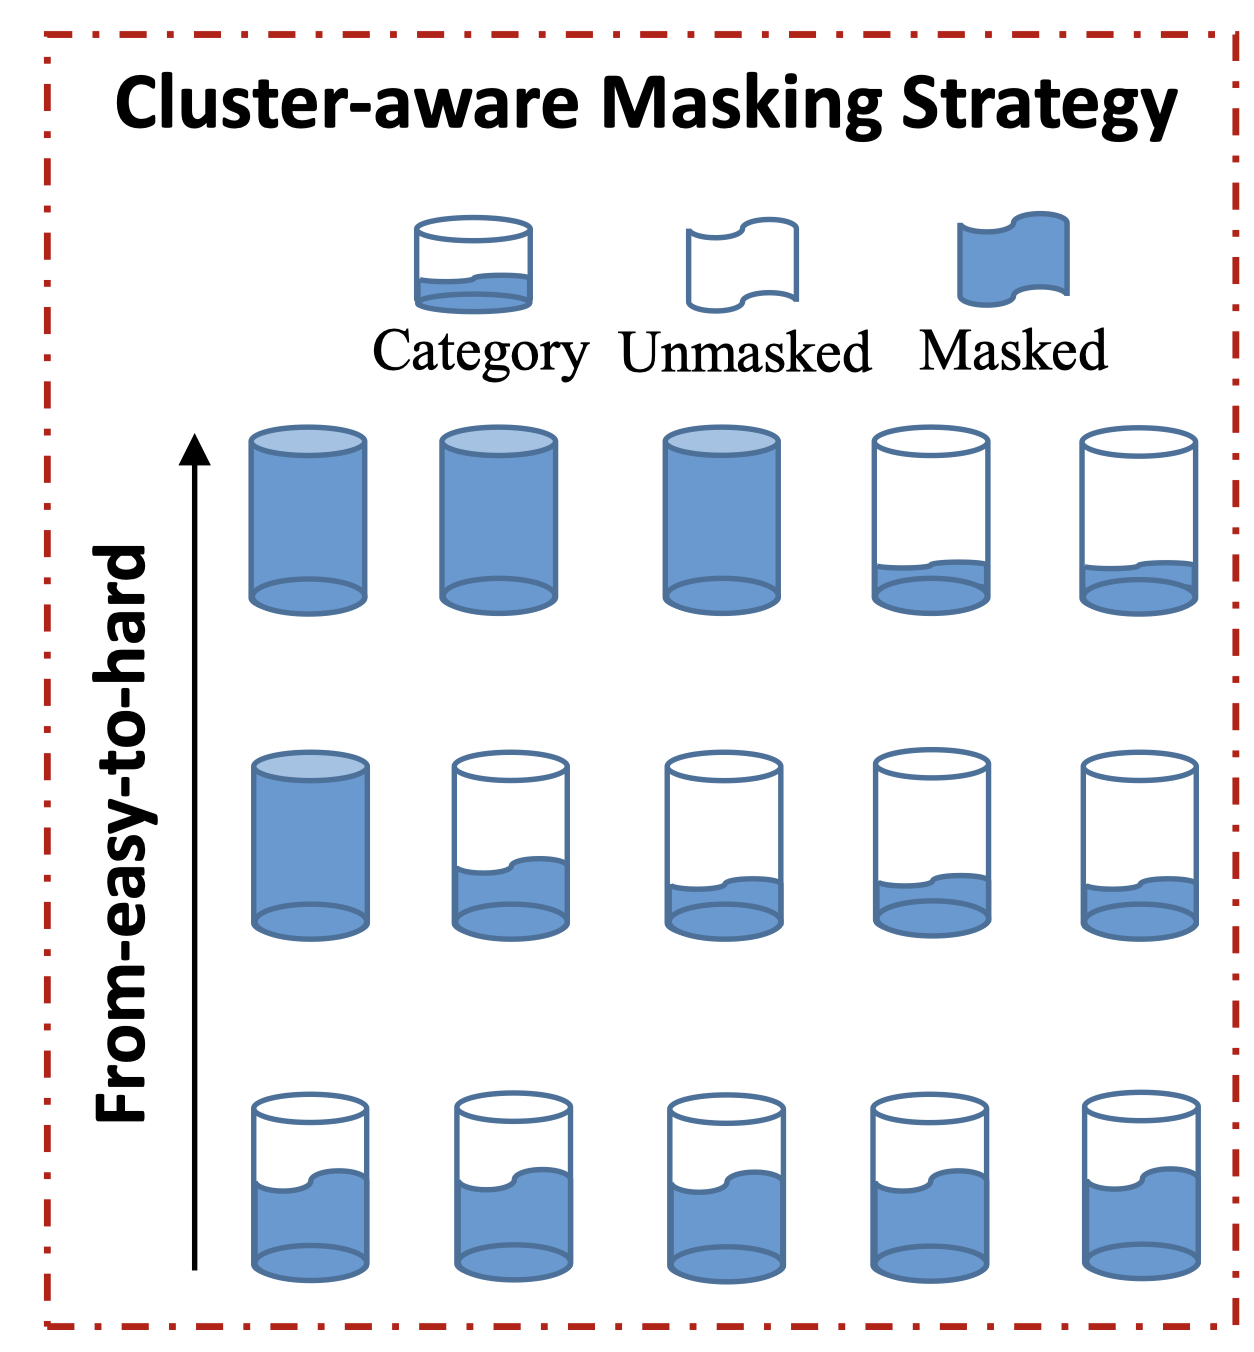 Cluster-aware Masking Strategy
Category
Unmasked
Masked
From-easy-to-hard